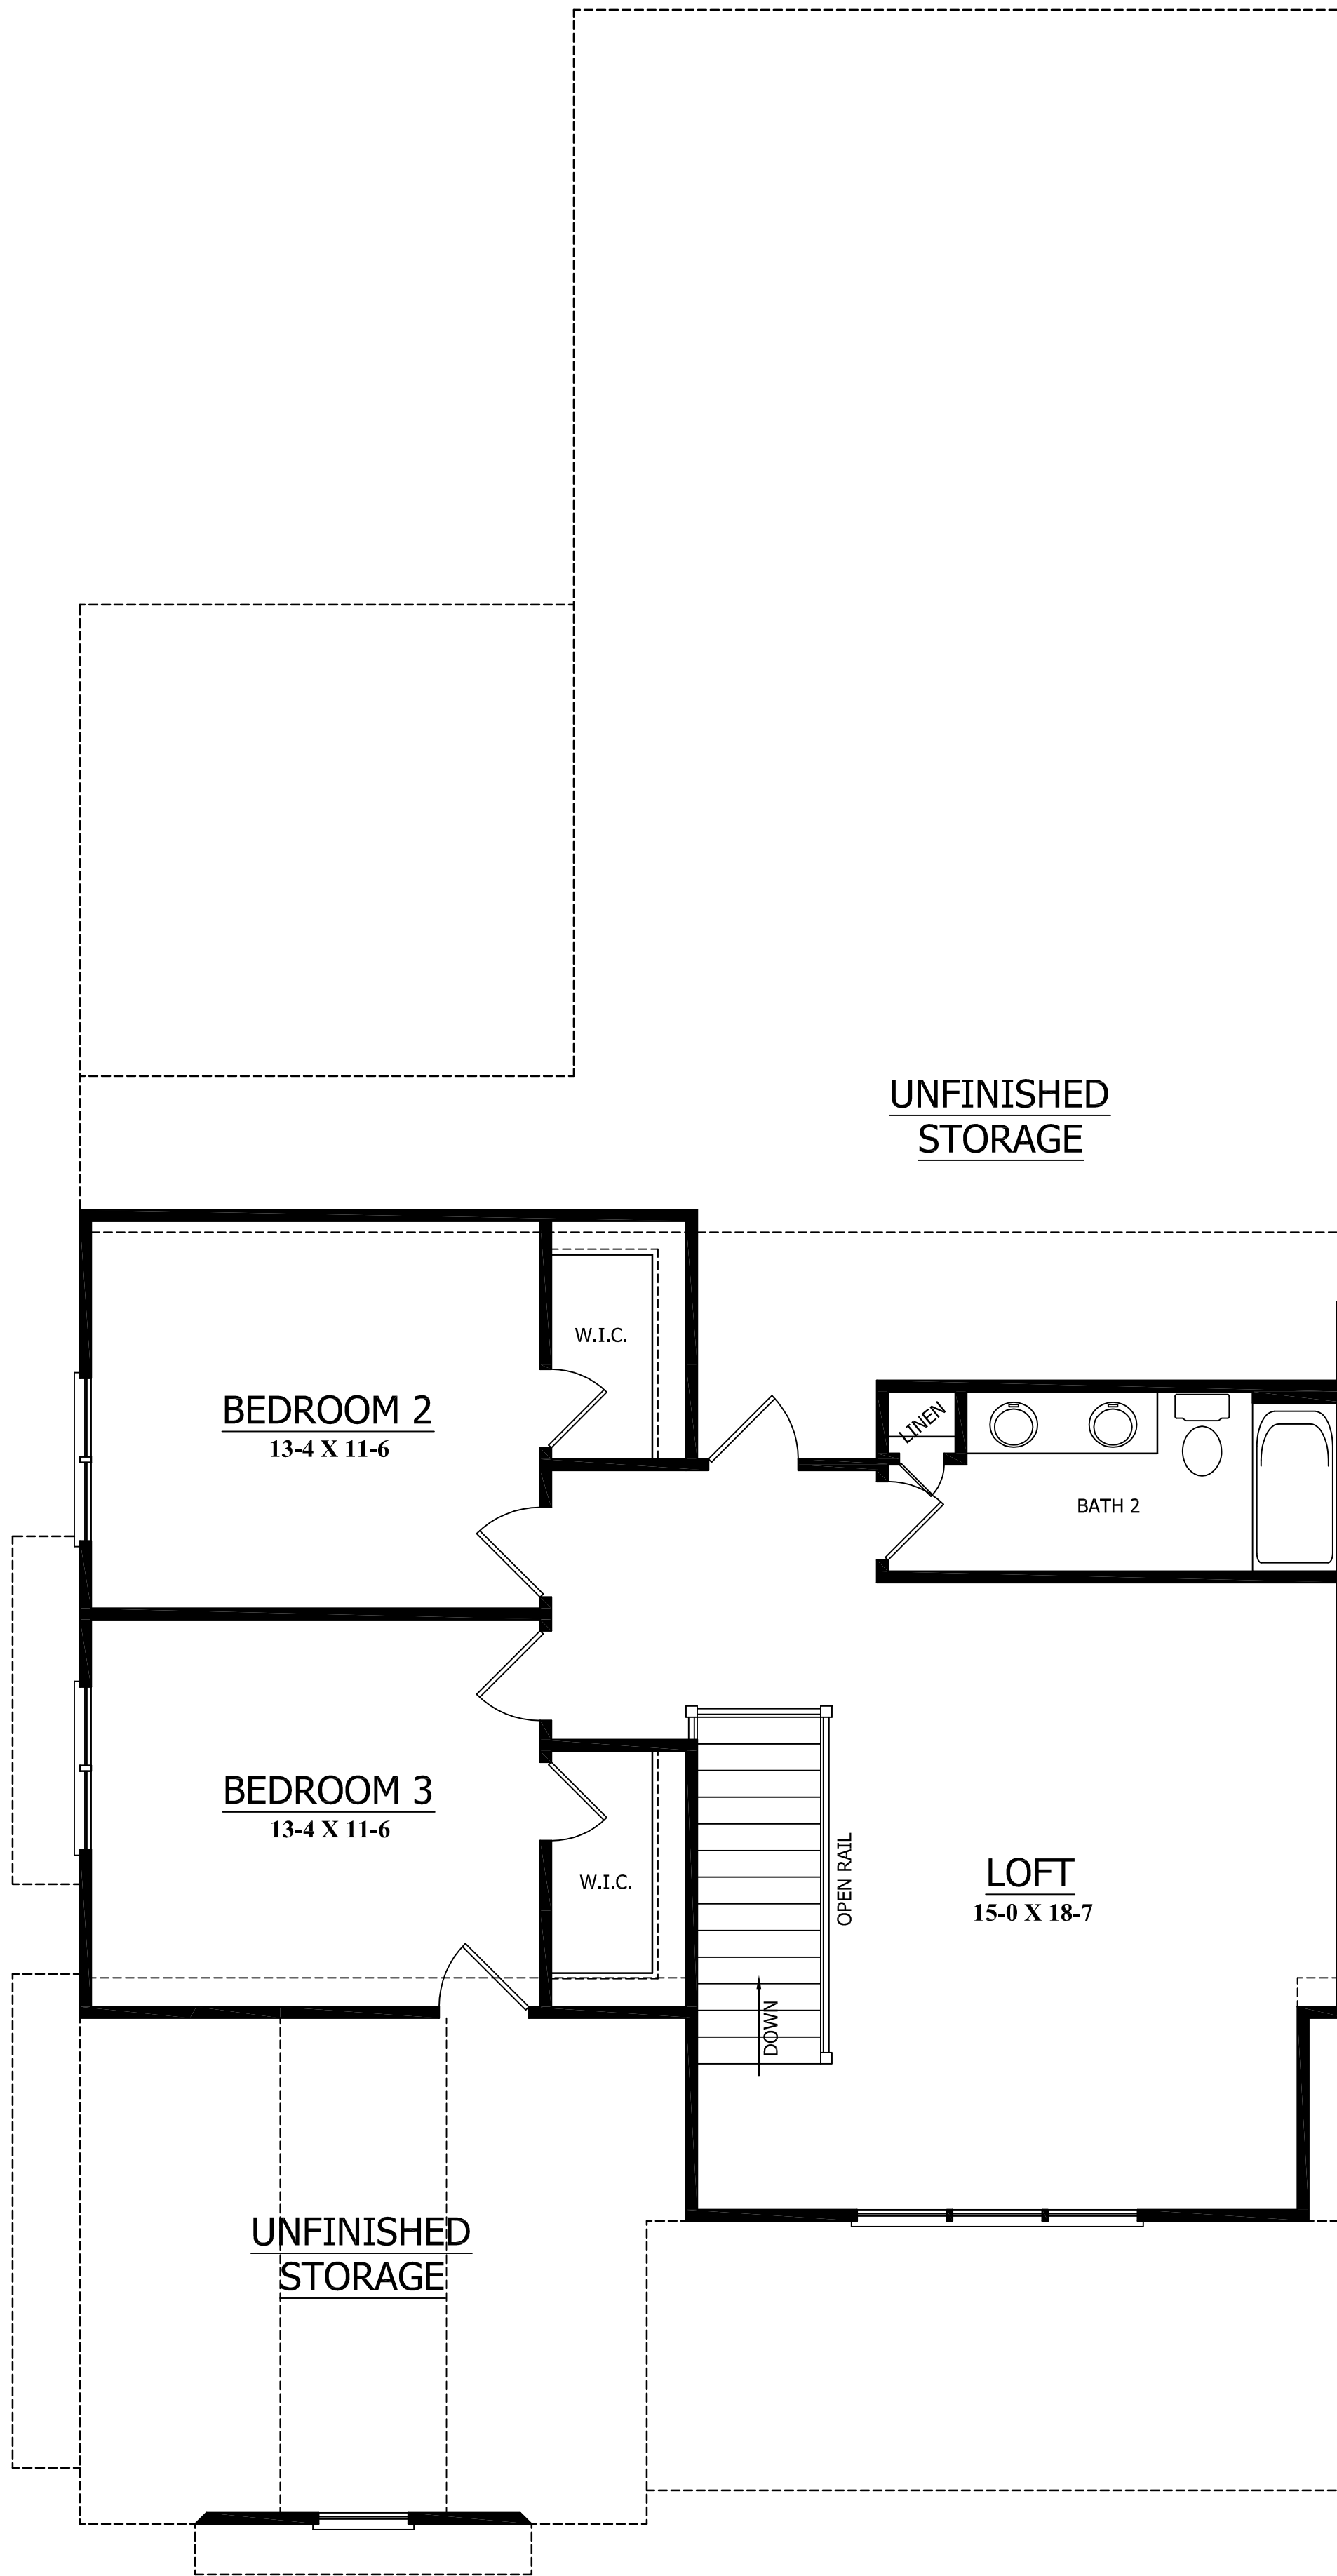 UNFINISHED
STORAGE
W.I.C.
BEDROOM 2
13-4 X 11-6
LINEN
BATH 2
BEDROOM 3
13-4 X 11-6
W.I.C.
OPEN RAIL
LOFT
15-0 X 18-7
DOWN
UNFINISHED
STORAGE